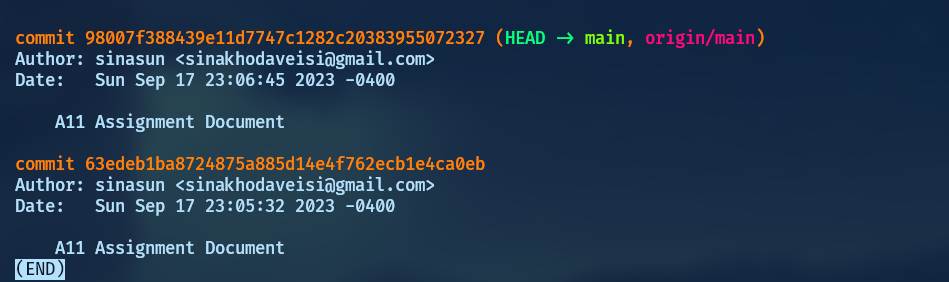 commit 98007f388439e11d7747c1282c20383955072327 (HEAD -> main, origin/main)
Author: sinasun <sinakhodaveisi@gmail.com>
Date:   Sun Sep 17 23:06:45 2023 -0400
A11 Assignment Document
commit 63edeb1ba8724875a885d14e4f762ecb1e4ca0eb
Author: sinasun <sinakhodaveisi@gmail.com>
Date:   Sun Sep 17 23:05:32 2023 -0400
A11 Assignment Document
(END)